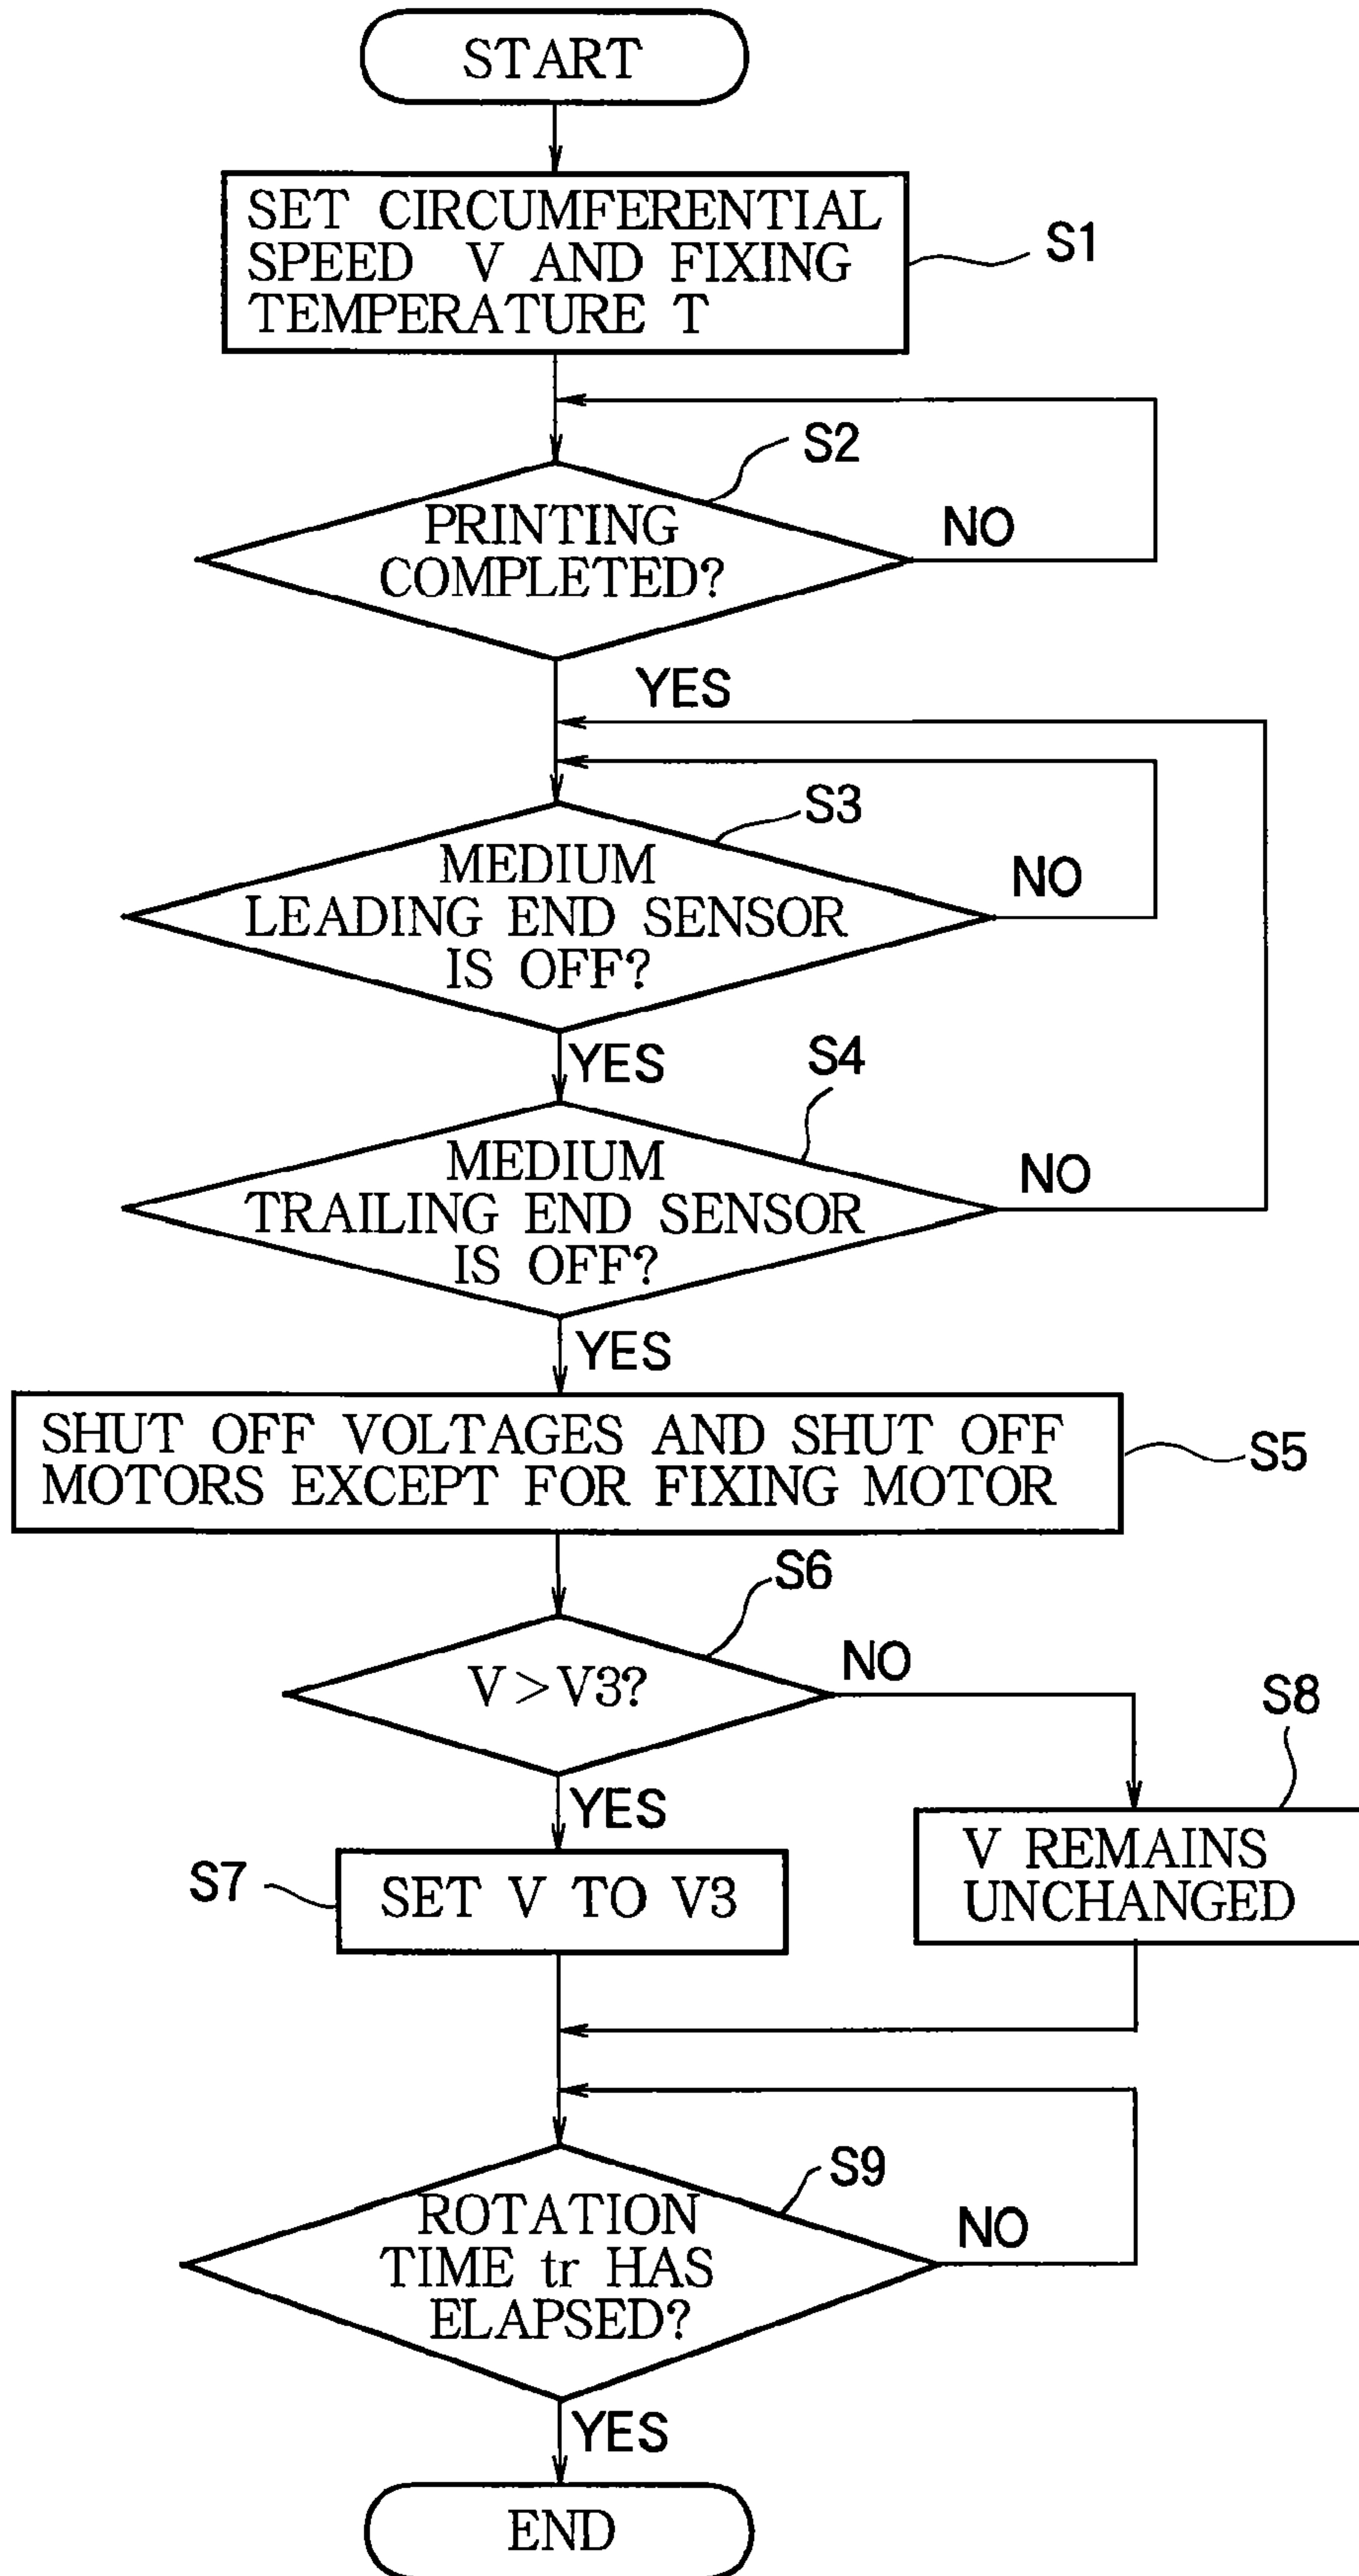 START
SET CIRCUMFERENTIAL
SPEED V AND FIXING
TEMPERATURE T
S1
S2
PRINTING
COMPLETED?
NO
YES
S3
MEDIUM
LEADING END SENSOR
IS OFF?
NO
YES
S4
MEDIUM
TRAILING END SENSOR
IS OFF?
NO
YES
SHUT OFF VOLTAGES AND SHUT OFF
MOTORS EXCEPT FOR FIXING MOTOR
S5
S6
V>V3?
NO
YES
S8
V REMAINS
UNCHANGED
S7
SET V TO V3
S9
ROTATION
TIME tr HAS
ELAPSED?
NO
YES
END